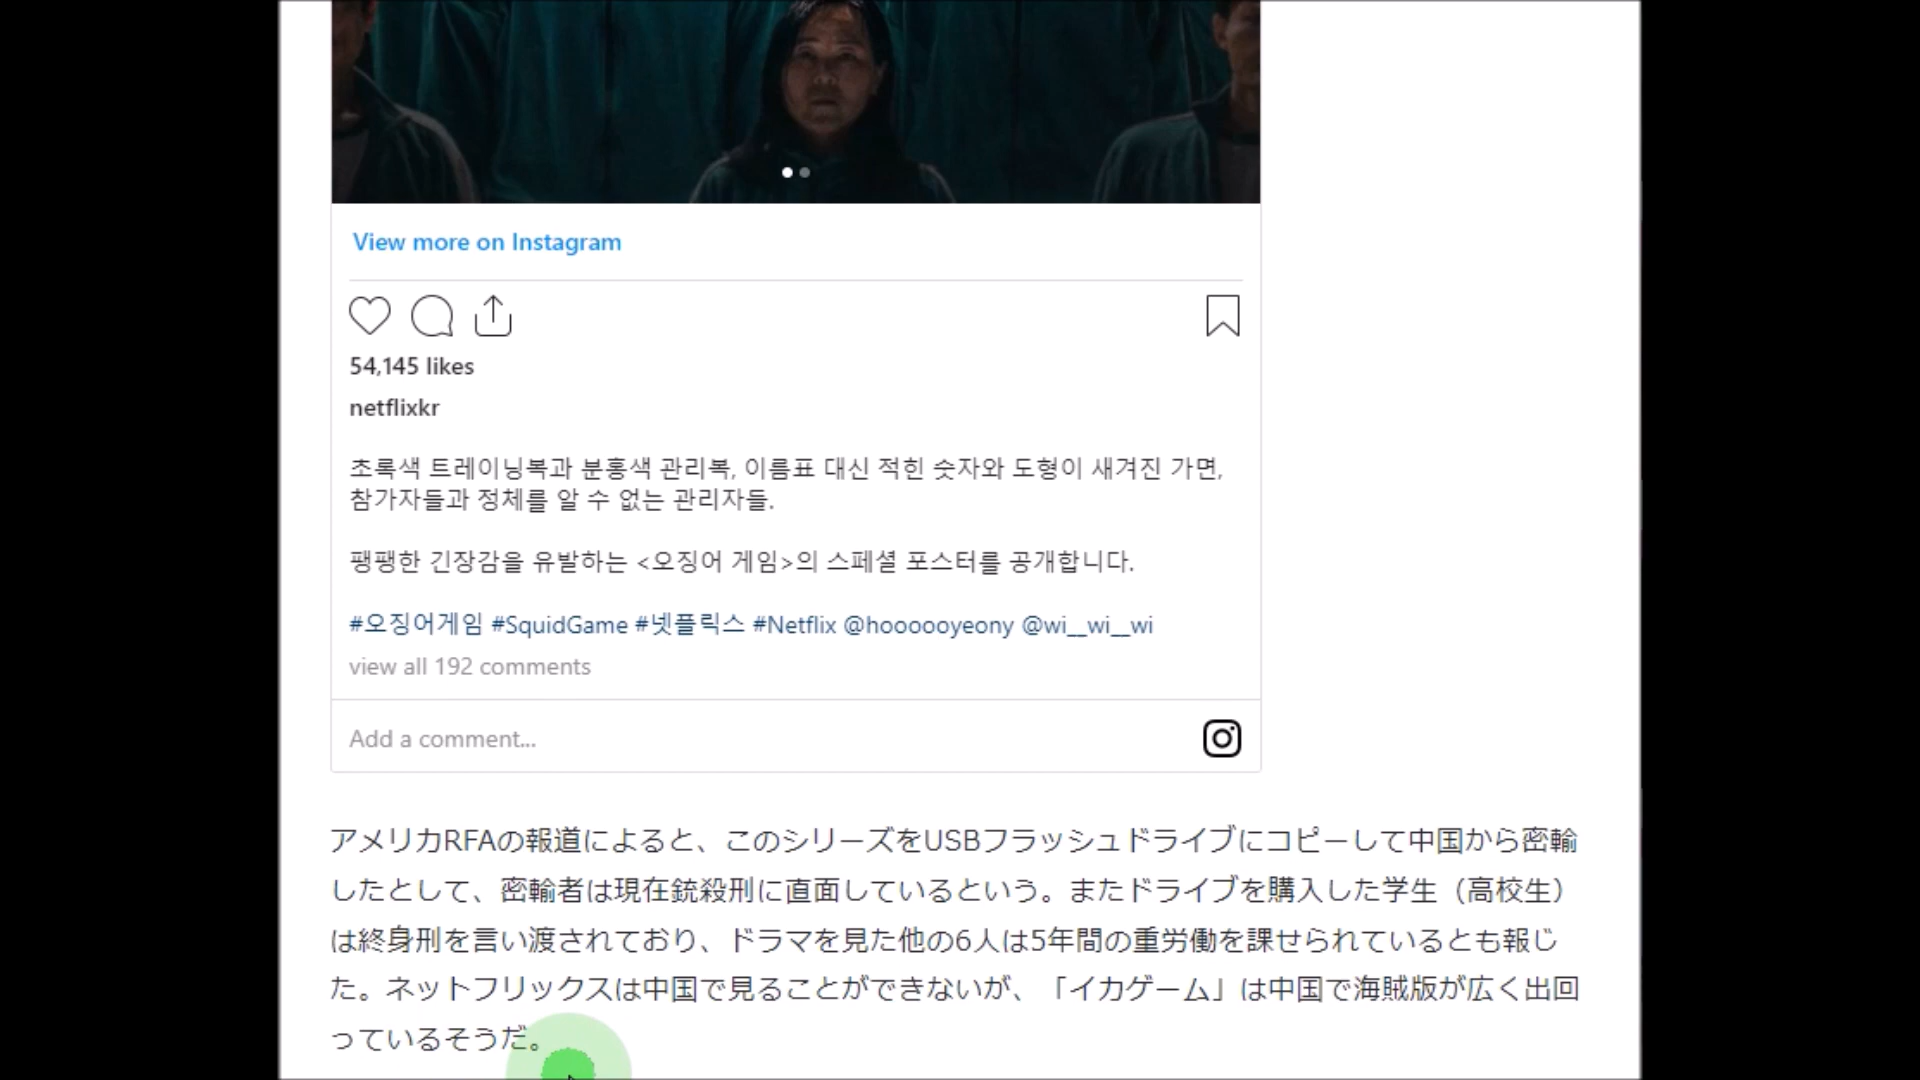 View more on Instagram
54,145 likes
netflixkr
초록색 트레이닝복과 분홍색 관리복, 이름표 대신 적힌 숫자와 도형이 새겨진 가면,
참가자들과 정체를 알 수 없는 관리자들.
팽팽한 긴장감을 유발하는 <오징어 게임>의 스페셜 포스터를 공개합니다.
#오징어게임 #SquidGame #넷플릭스 #Netflix @hoooooyeony @wi__wi__wi
view all 192 comments
Add a comment...
アメリカRFAの報道によると、このシリーズをUSBフラッシュドライブにコピーして中国から密輸
したとして、密輸者は現在銃殺刑に直面しているという。またドライブを購入した学生（高校生）
は終身刑を言い渡されており、ドラマを見た他の6人は5年間の重労働を課せられているとも報じ
た。ネットフリックスは中国で見ることができないが、「イカゲーム」は中国で海賊版が広く出回
っているそうだ。